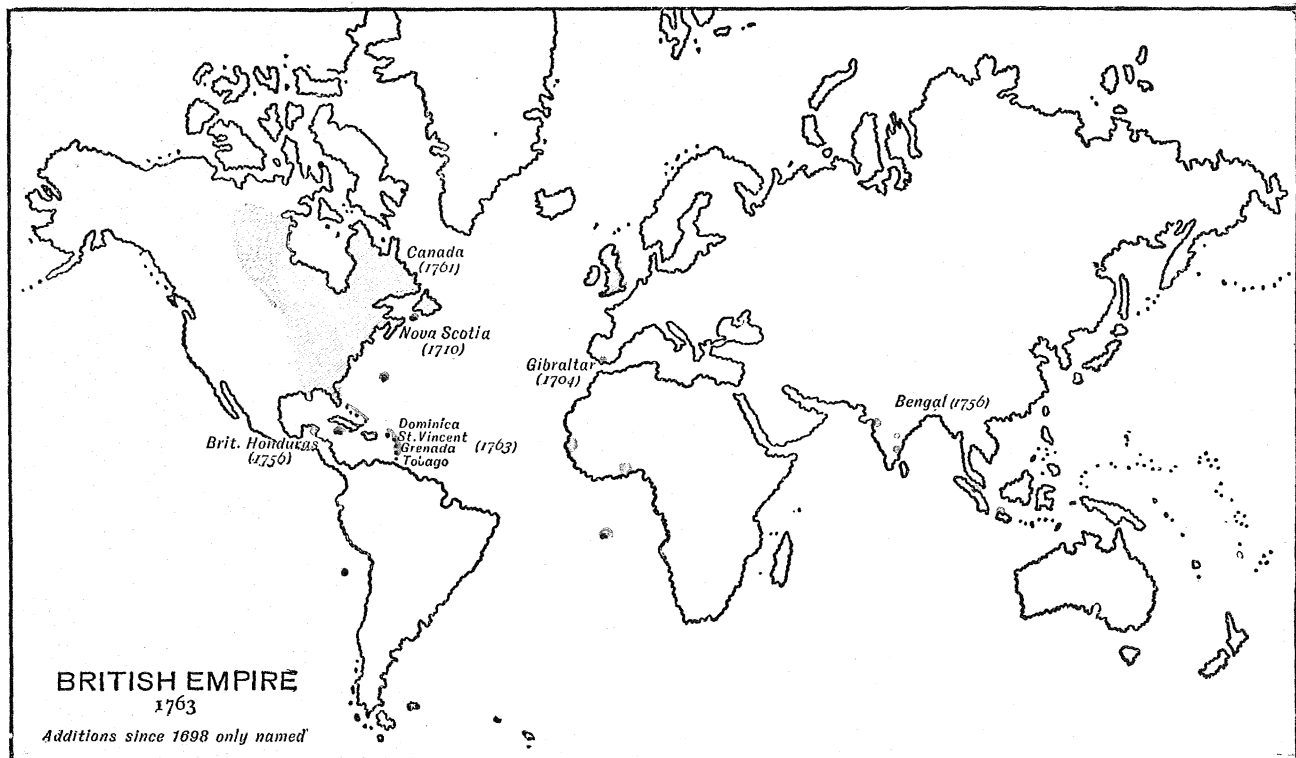 Canada
(1761)
Nova Scotia
(1710)
Gibraltar
(1704)
Bengal (1756)
Brit. Honduras
(1756)
Dominica
St. Vincent
Grenada (1763)
Tobago
BRITISH EMPIRE
1763
Additions since 1698 only named